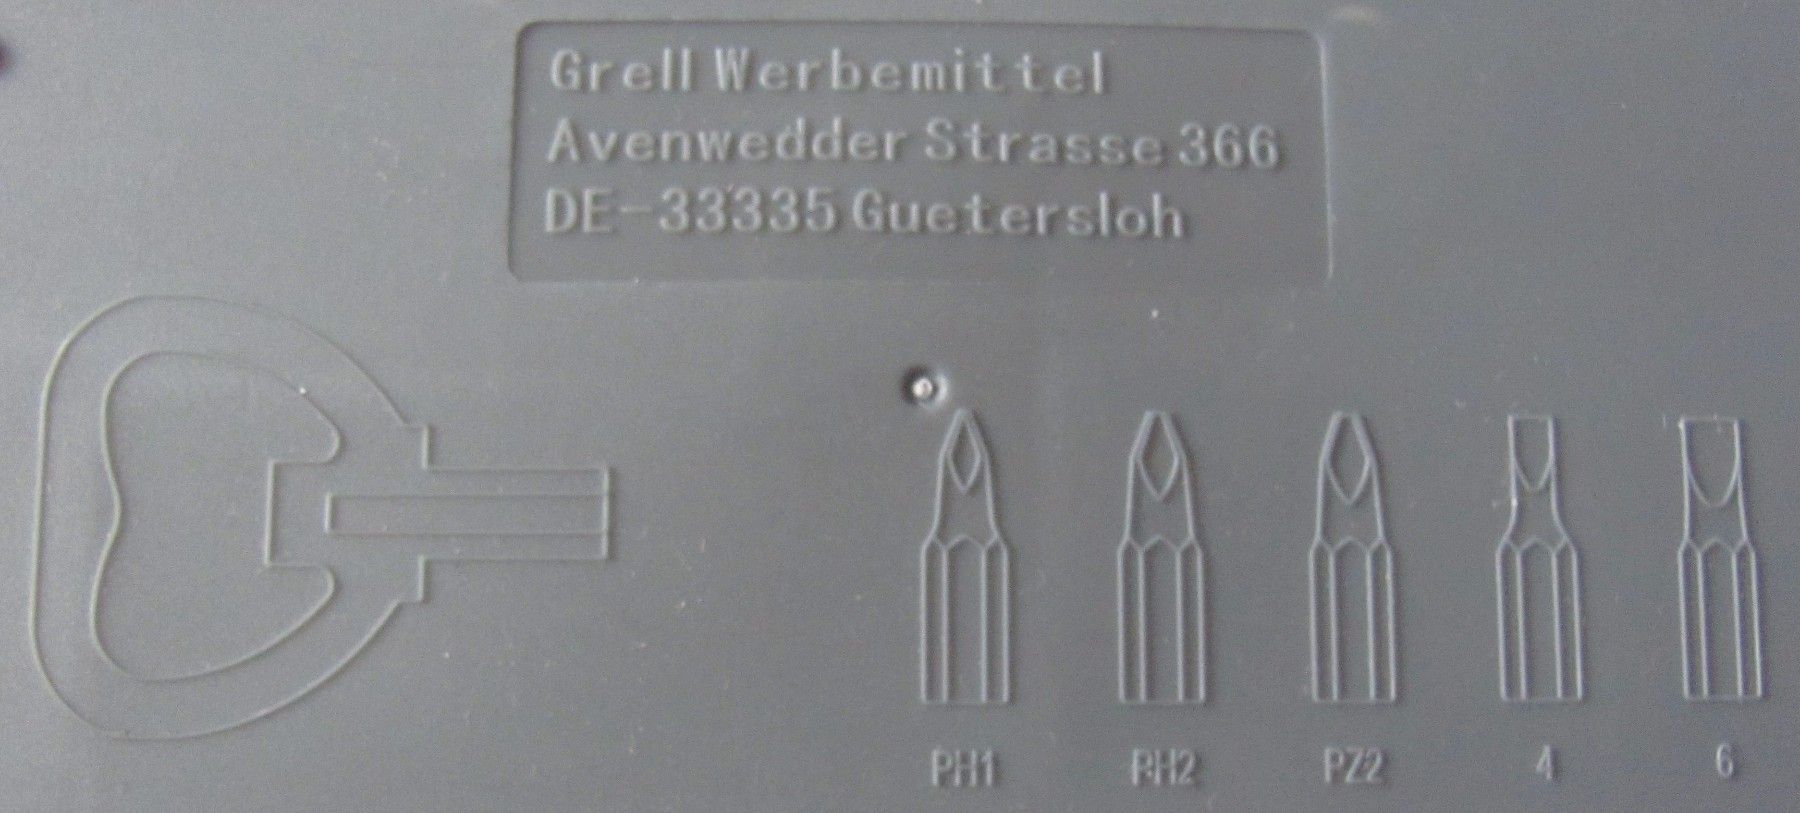 Grell Werbemittel
Avenwedder Strasse 366
DE-33335 Guetersloh
PH1 PH2 PZ2 4 6